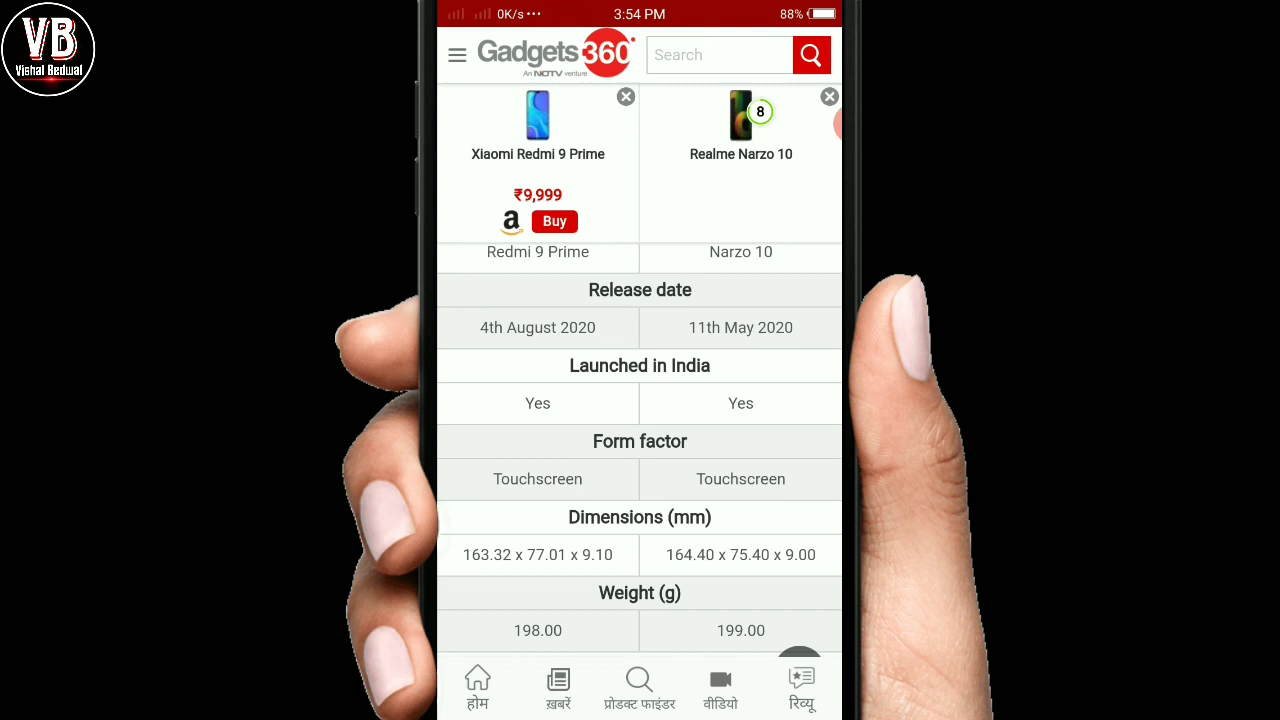 VB
Vishal Bedwal
0K/s
3:54 PM
88%
Gadgets 360
An NDTV venture
Search
8
Xiaomi Redmi 9 Prime
Realme Narzo 10
₹9,999
a
Buy
Redmi 9 Prime
Narzo 10
Release date
4th August 2020
11th May 2020
Launched in India
Yes
Yes
Form factor
Touchscreen
Touchscreen
Dimensions (mm)
163.32 x 77.01 x 9.10
164.40 x 75.40 x 9.00
Weight (g)
198.00
199.00
होम
ख़बरें
प्रोडक्ट फाइंडर
वीडियो
रिव्यू